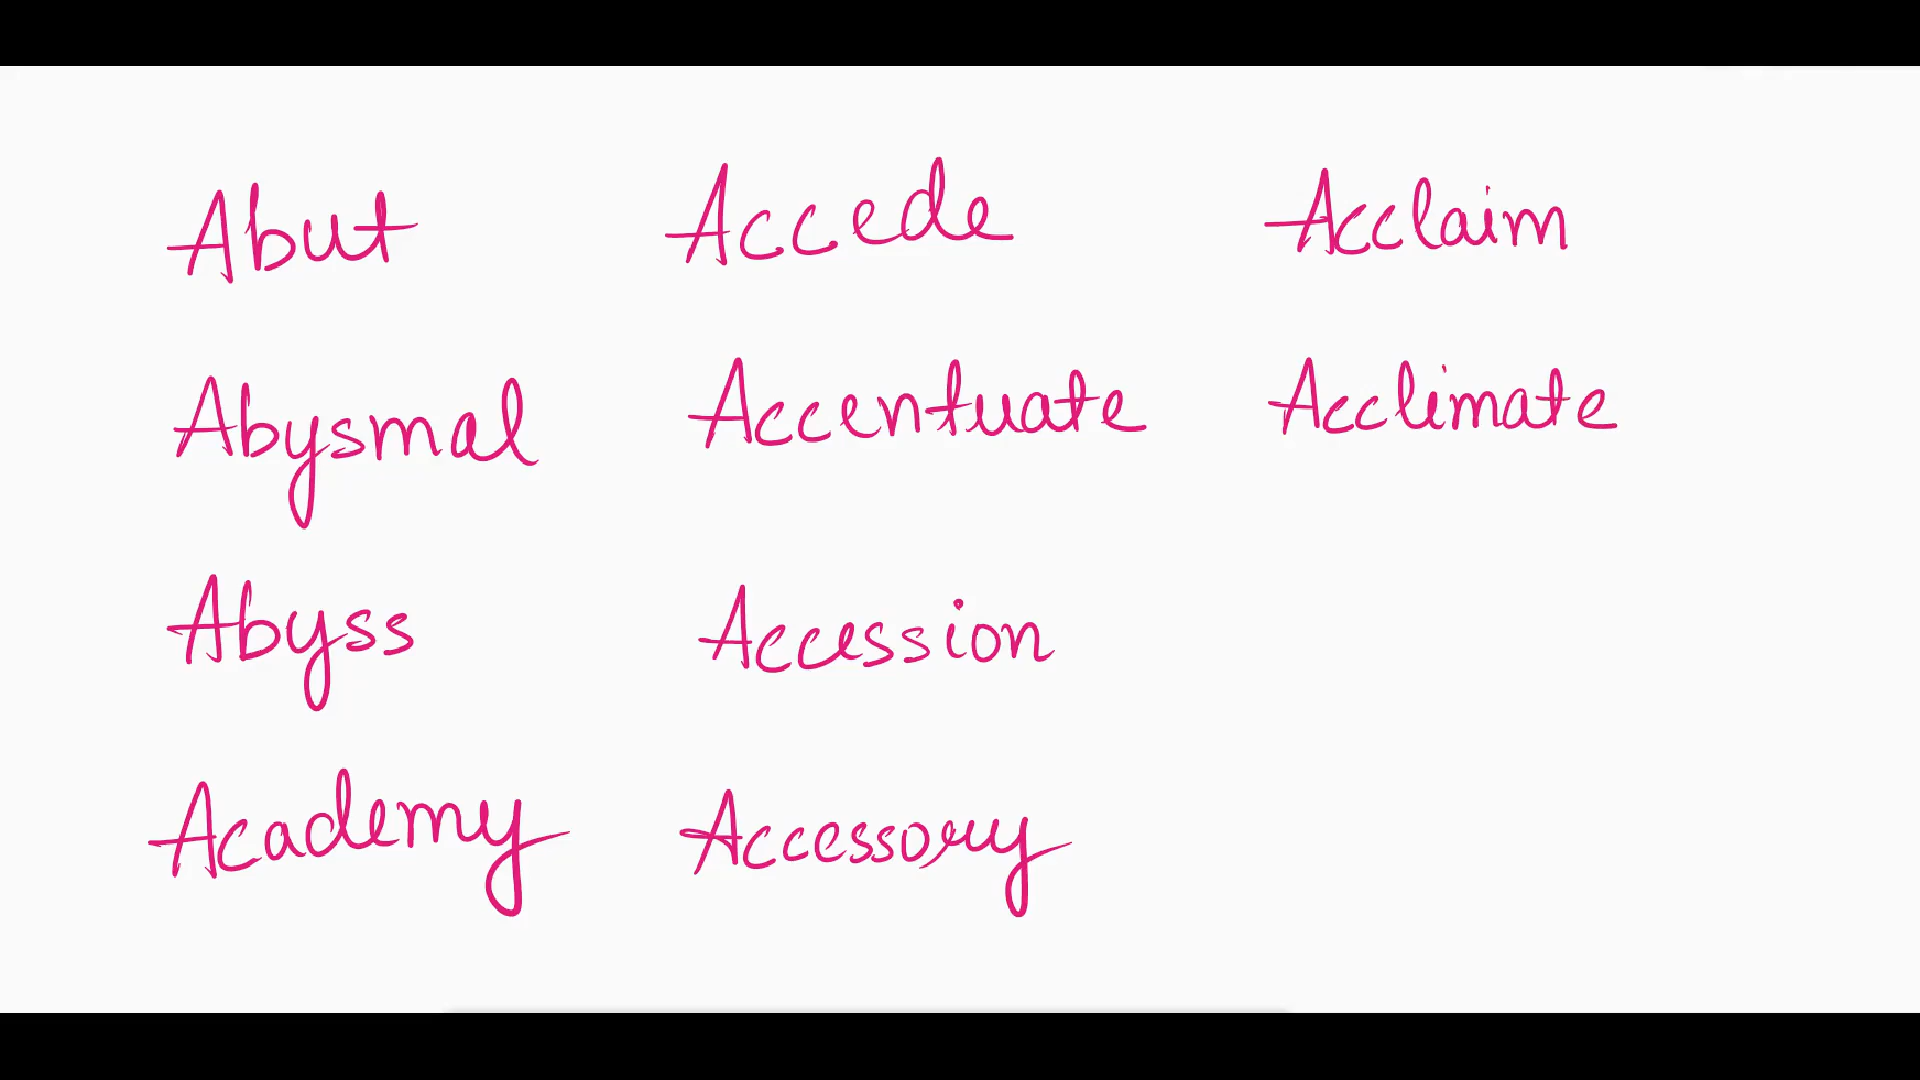 Abut
Abysmal
Abyss
Academy
Accede
Accentuate
Accession
Accessory
Acclaim
Acclimate